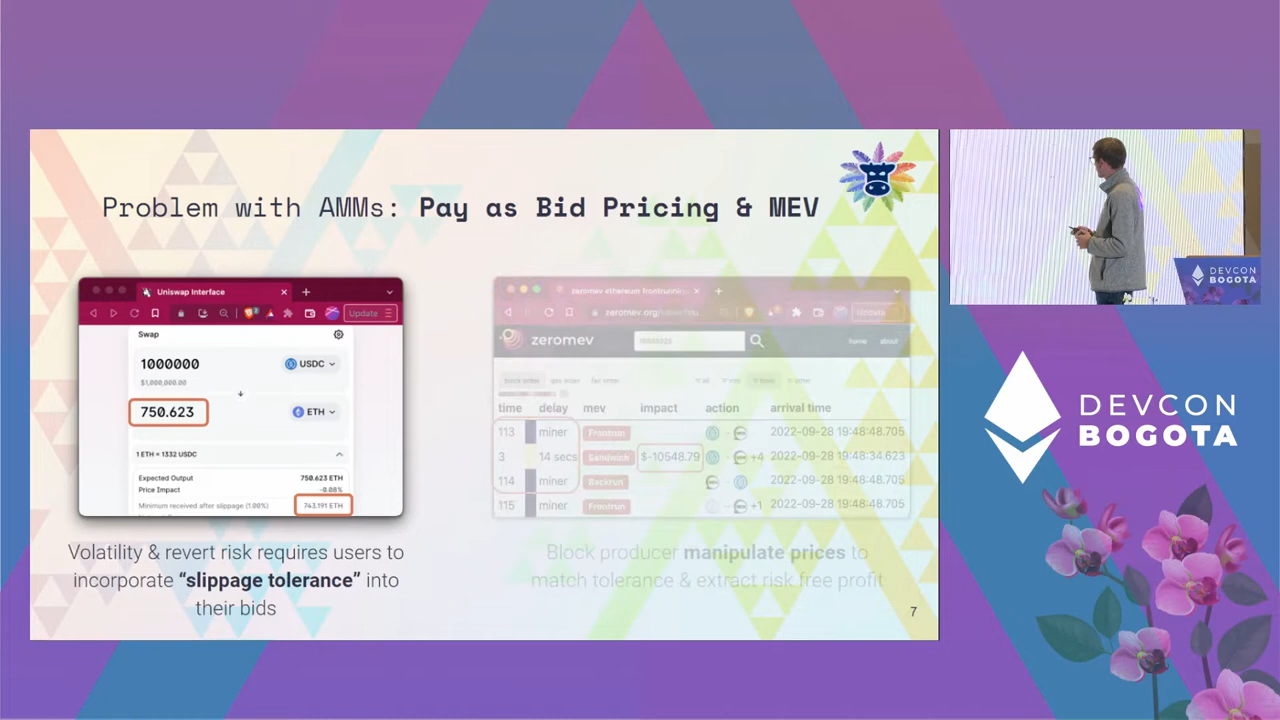 Problem with AMMs: Pay as Bid Pricing & MEV
Uniswap Interface
Update
Swap
1000000
USDC
$1,000,000.00
750.623
ETH
1 ETH = 1332 USDC
Expected Output
750.623 ETH
Price Impact
-0.08%
Minimum received after slippage (1.00%)
743.191 ETH
Volatility & revert risk requires users to
incorporate “slippage tolerance” into
their bids
zeromev ethereum frontrunning
Update
zeromev
home about
time delay mev impact action arrival time
113 miner Frontrun 2022-09-28 19:48:48.705
3 14 secs Sandwich $-10548.79 +4 2022-09-28 19:48:34.623
114 miner Backrun 2022-09-28 19:48:48.705
115 miner Frontrun +1 2022-09-28 19:48:48.705
Block producer manipulate prices to
match tolerance & extract risk free profit
7
DEVCON
BOGOTA
DEVCON
BOGOTA